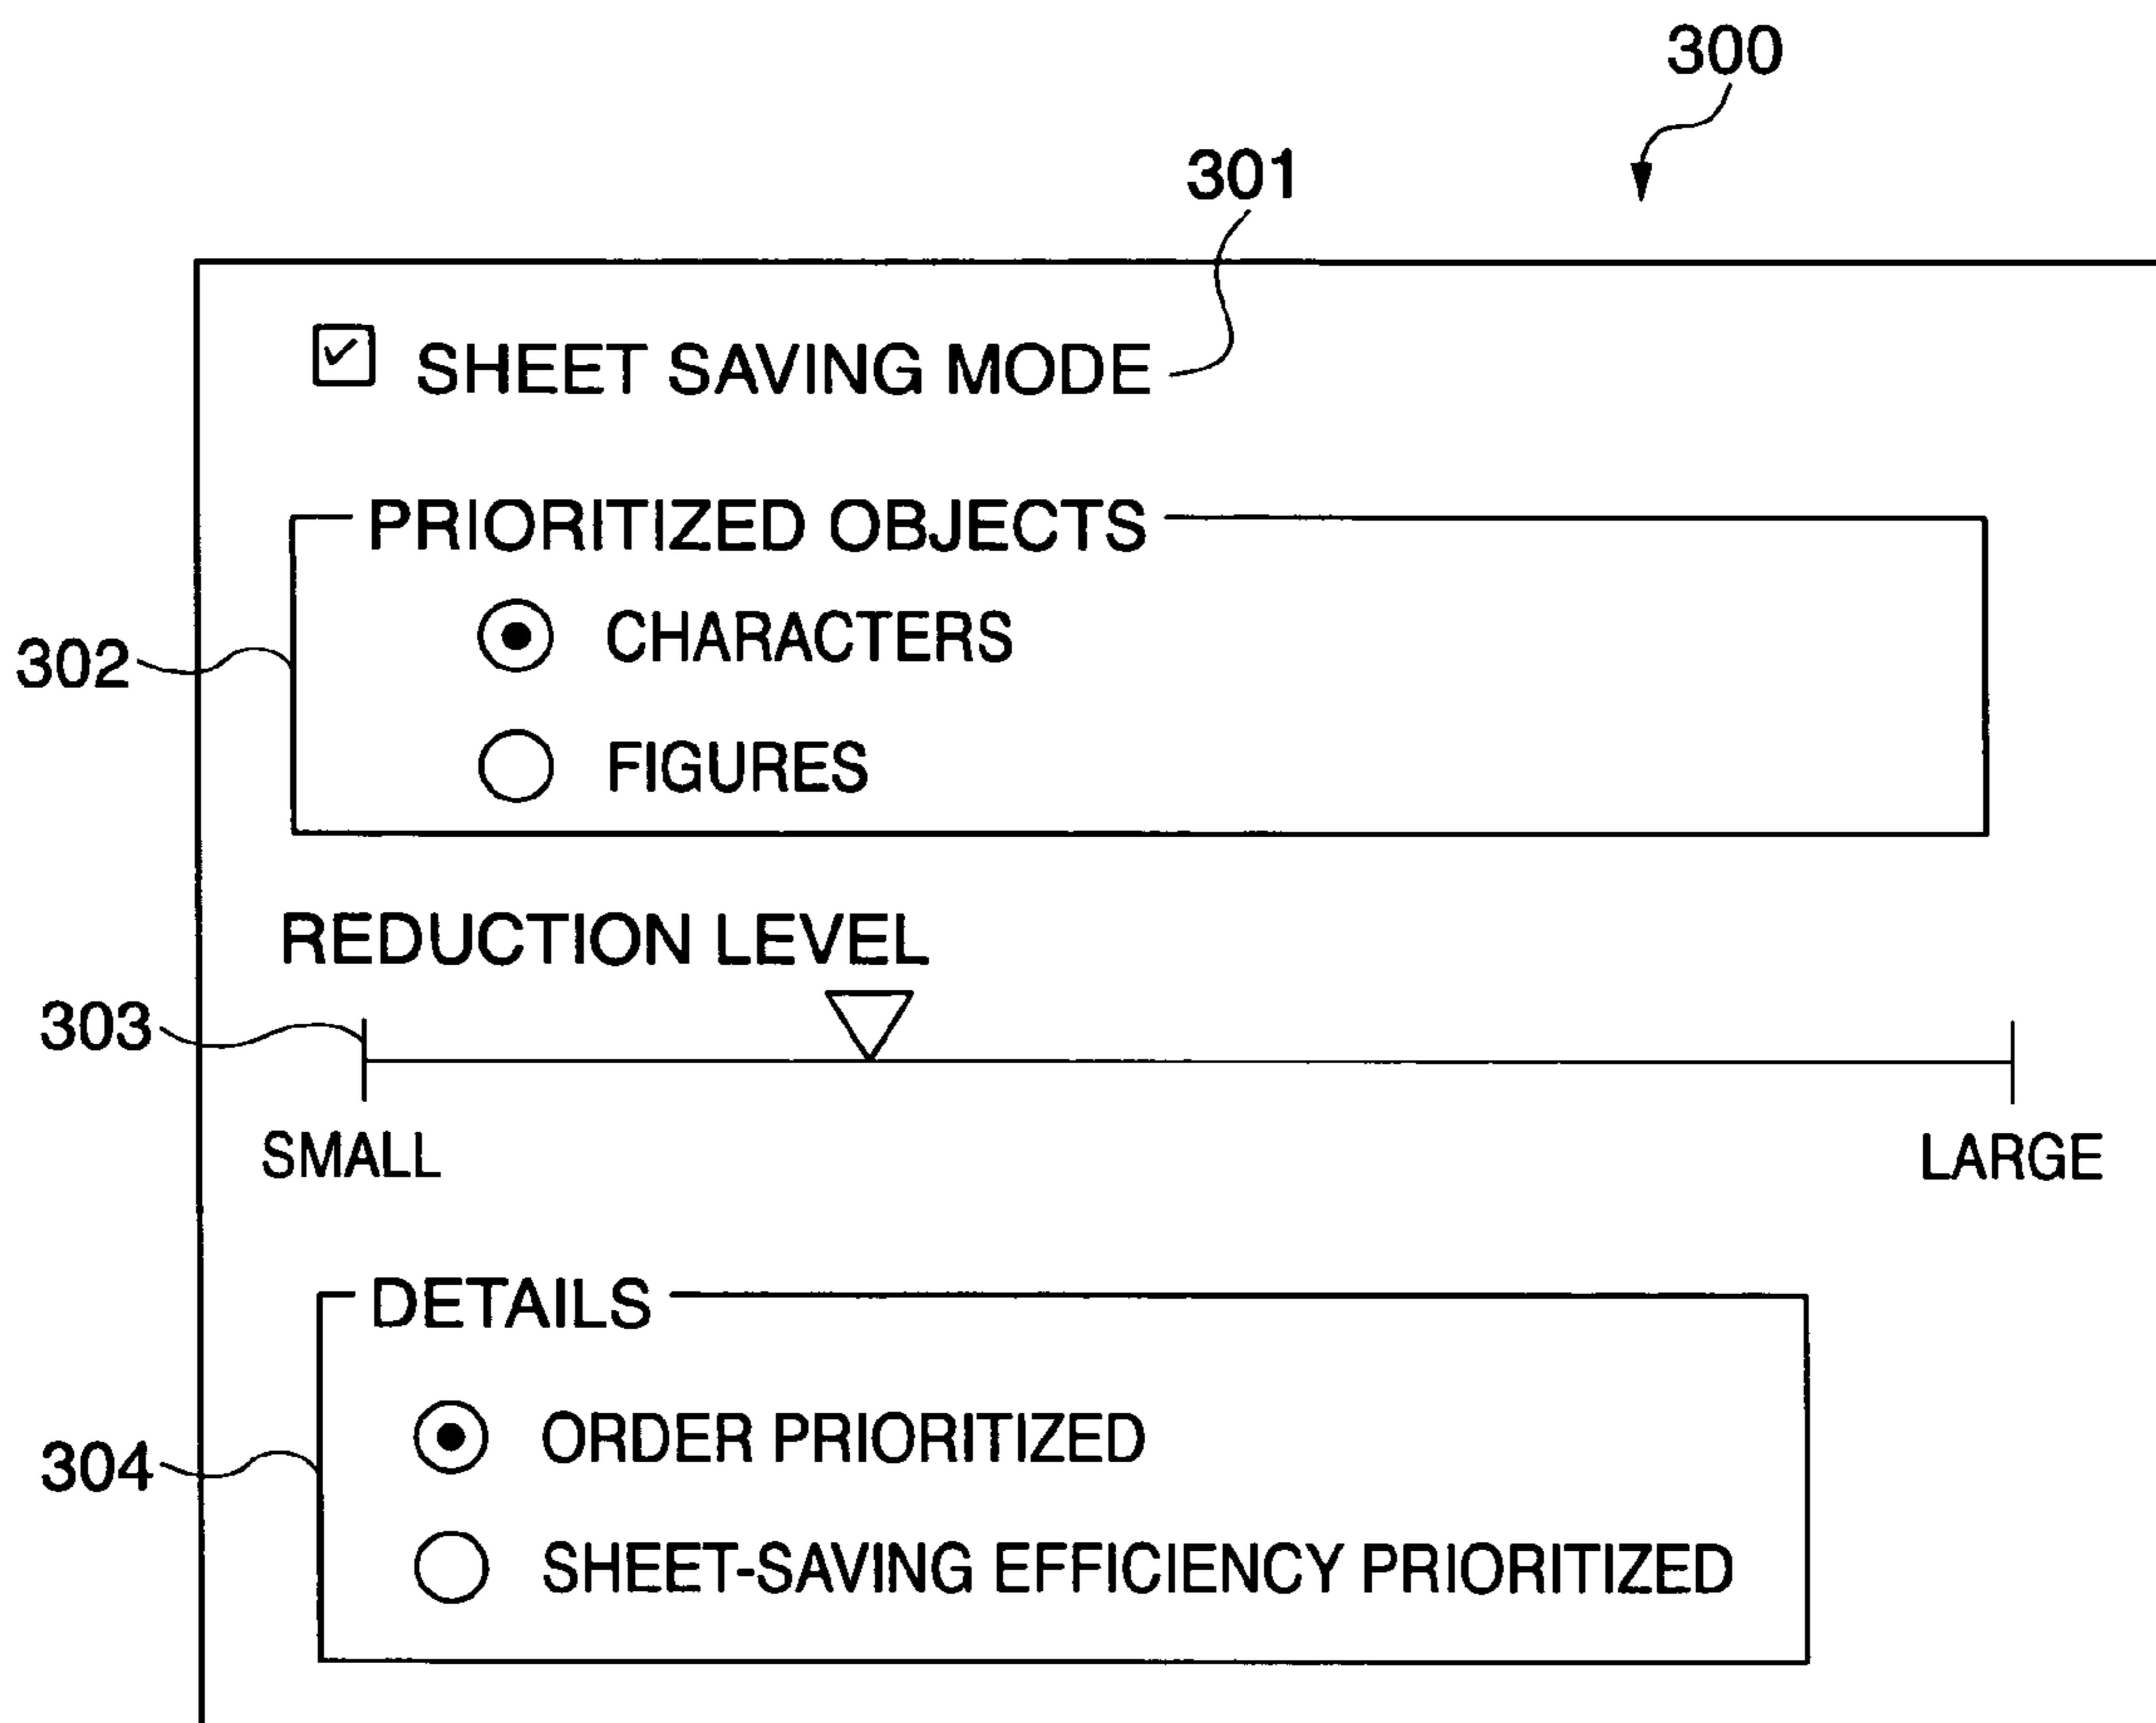 300
301
SHEET SAVING MODE
PRIORITIZED OBJECTS
CHARACTERS
302
FIGURES
REDUCTION LEVEL
303
SMALL
LARGE
DETAILS
ORDER PRIORITIZED
304
SHEET-SAVING EFFICIENCY PRIORITIZED